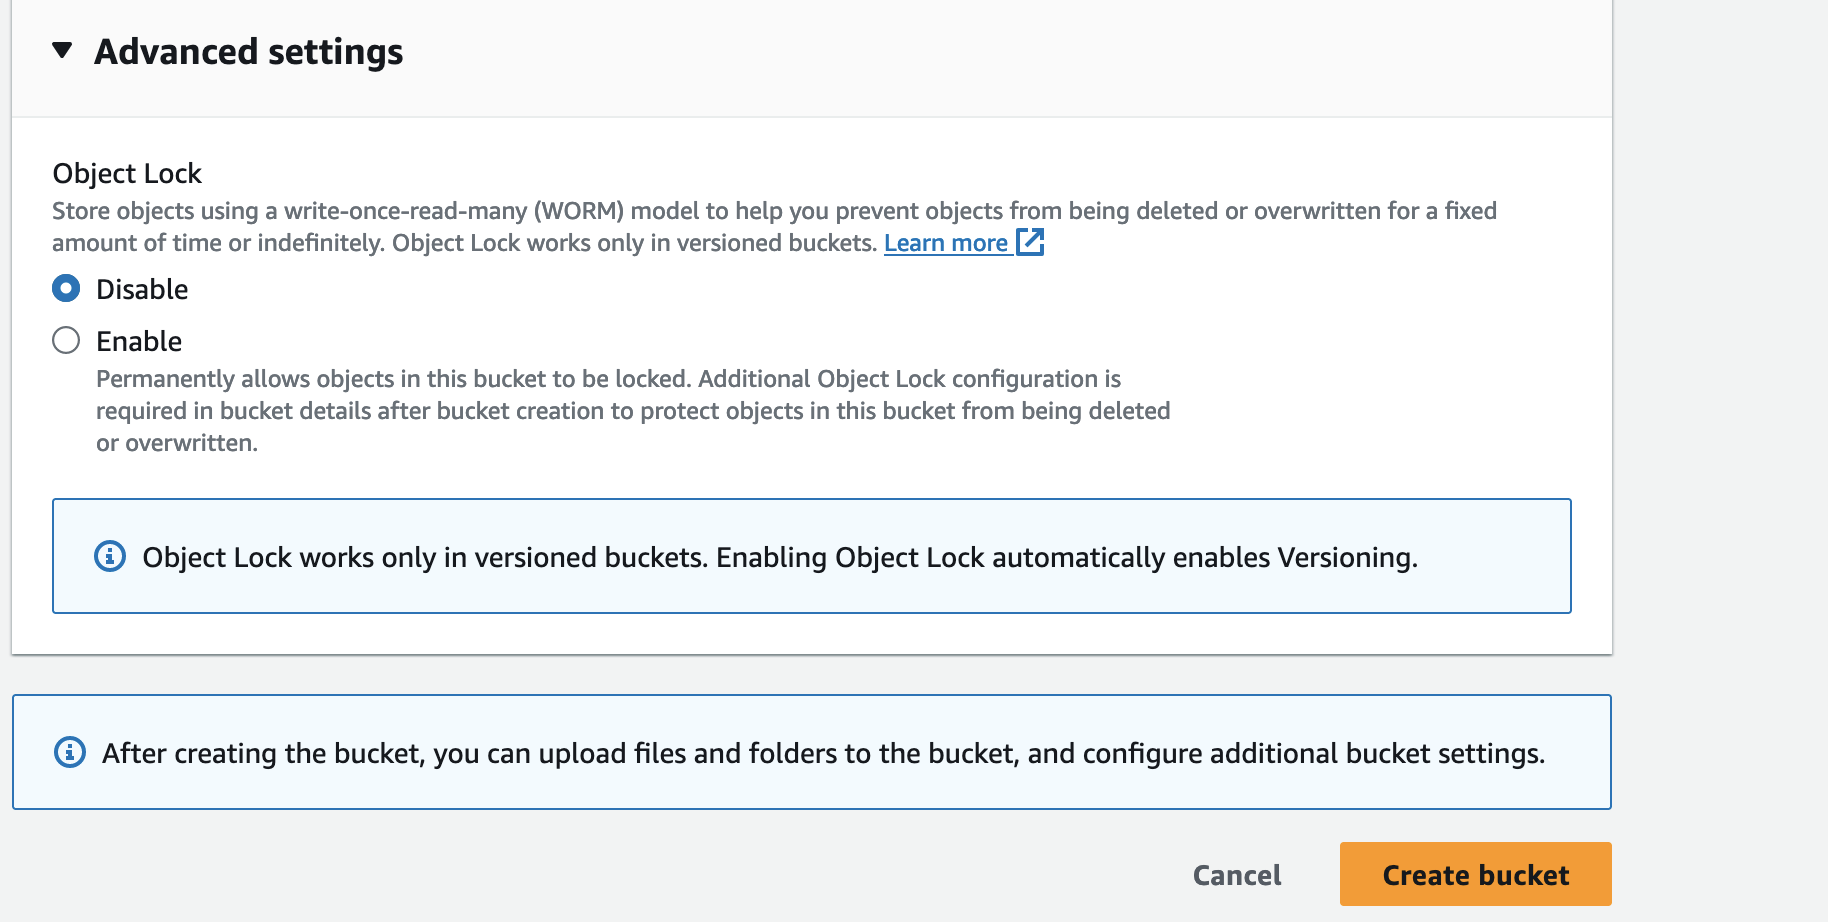 Advanced settings
Object Lock
Store objects using a write-once-read-many (WORM) model to help you prevent objects from being deleted or overwritten for a fixed
amount of time or indefinitely. Object Lock works only in versioned buckets. Learn more
Disable
Enable
Permanently allows objects in this bucket to be locked. Additional Object Lock configuration is
required in bucket details after bucket creation to protect objects in this bucket from being deleted
or overwritten.
Object Lock works only in versioned buckets. Enabling Object Lock automatically enables Versioning.
After creating the bucket, you can upload files and folders to the bucket, and configure additional bucket settings.
Cancel Create bucket